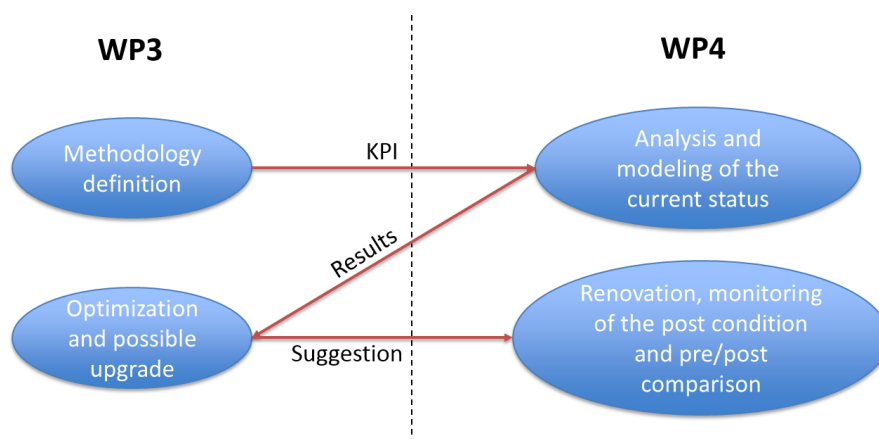 WP3
WP4
Methodology
definition
KPI
Analysis and
modeling of the
current status
Results
Optimization
and possible
upgrade
Suggestion
Renovation, monitoring
of the post condition
and pre/post
comparison